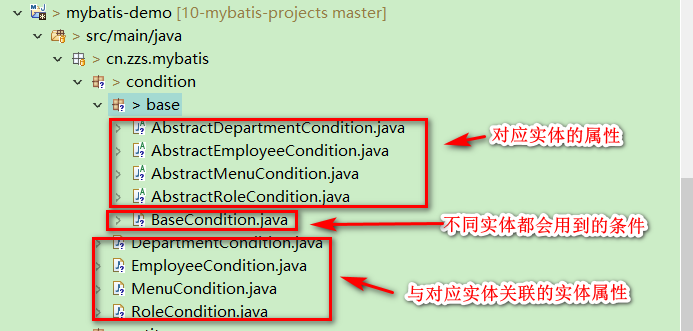 mybatis-demo [10-mybatis-projects master]
src/main/java
cn.zzs.mybatis
condition
base
AbstractDepartmentCondition.java
对应实体的属性
AbstractEmployeeCondition.java
AbstractMenuCondition.java
AbstractRoleCondition.java
BaseCondition.java
不同实体都会用到的条件
DepartmentCondition.java
EmployeeCondition.java
MenuCondition.java
与对应实体关联的实体属性
RoleCondition.java